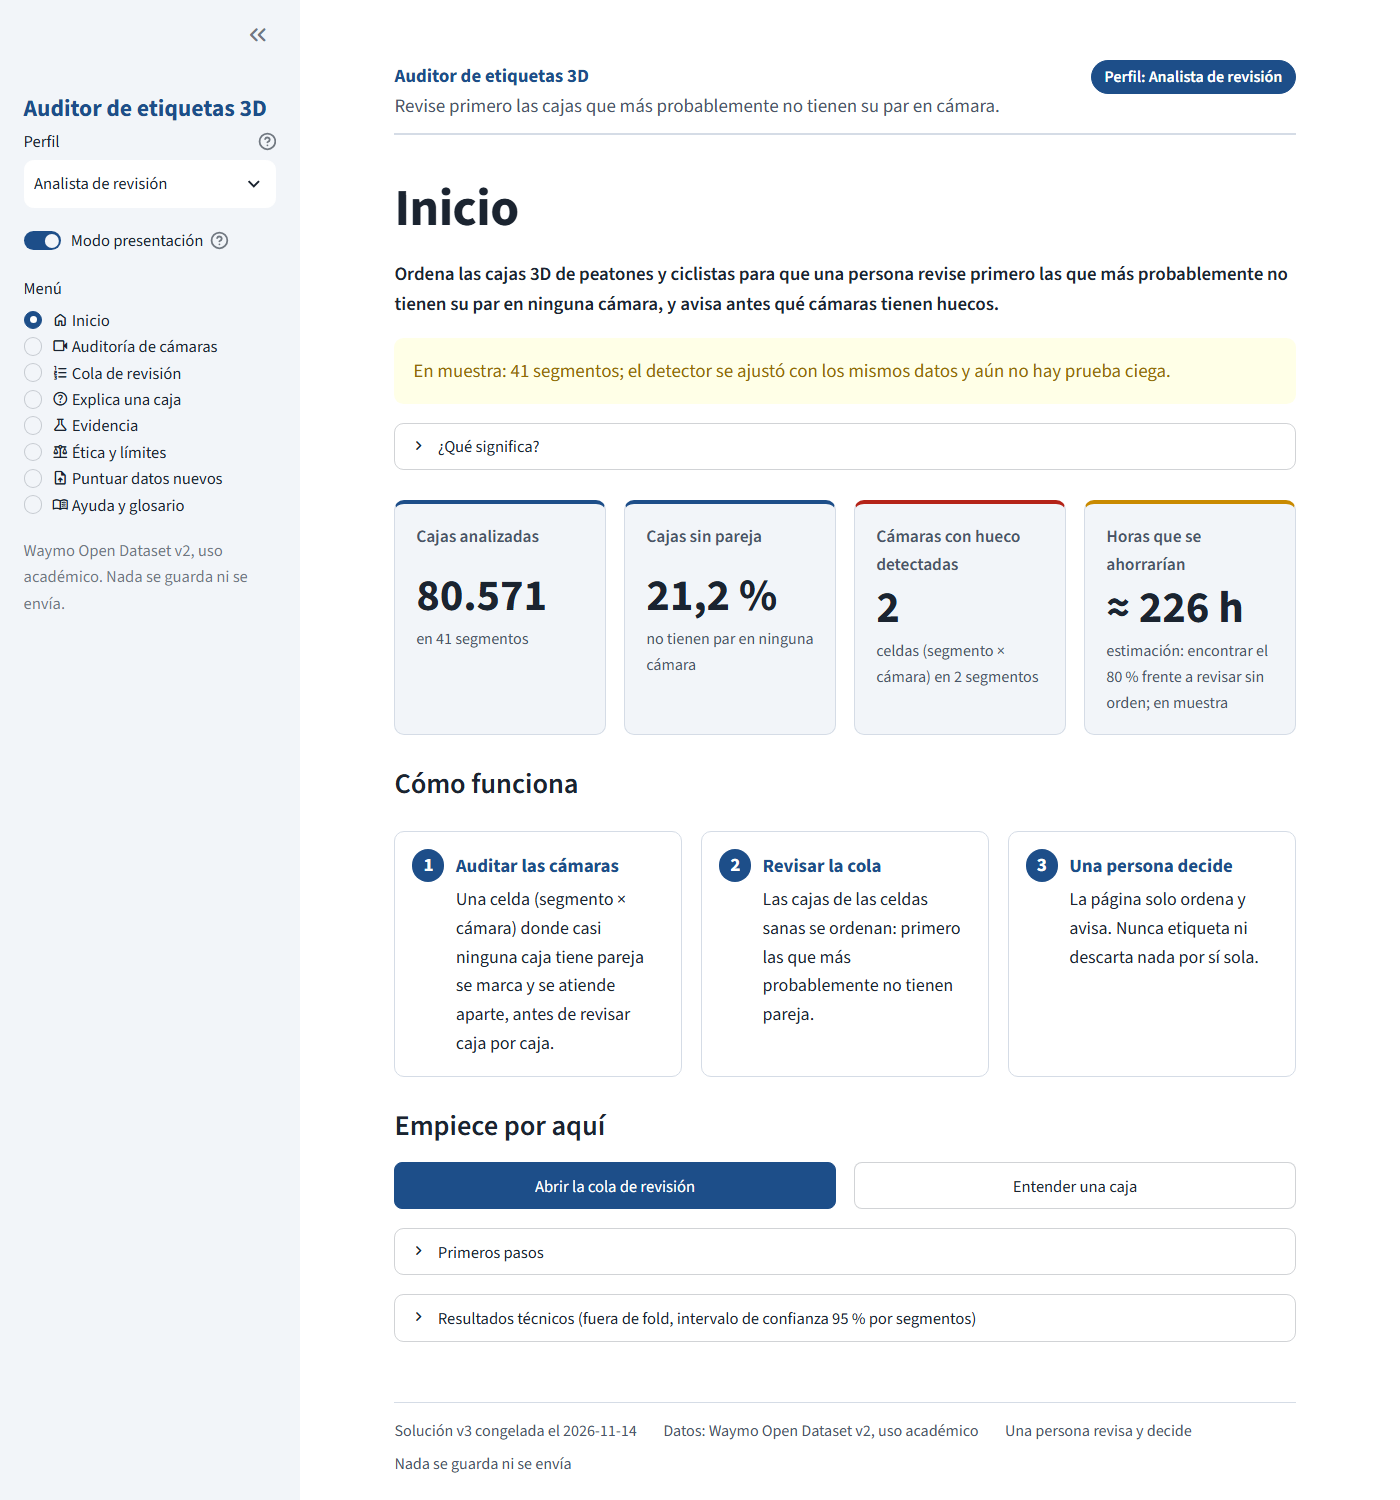 Auditor de etiquetas 3D
Perfil
Analista de revisión
Modo presentación
Menú
Inicio
Auditoría de cámaras
Cola de revisión
Explica una caja
Evidencia
Ética y límites
Puntuar datos nuevos
Ayuda y glosario
Waymo Open Dataset v2, uso
académico. Nada se guarda ni se
envía.
Auditor de etiquetas 3D
Perfil: Analista de revisión
Revise primero las cajas que más probablemente no tienen su par en cámara.
Inicio
Ordena las cajas 3D de peatones y ciclistas para que una persona revise primero las que más probablemente no
tienen su par en ninguna cámara, y avisa antes qué cámaras tienen huecos.
En muestra: 41 segmentos; el detector se ajustó con los mismos datos y aún no hay prueba ciega.
¿Qué significa?
Cajas analizadas
80.571
en 41 segmentos
Cajas sin pareja
21,2 %
no tienen par en ninguna
cámara
Cámaras con hueco
detectadas
2
celdas (segmento ×
cámara) en 2 segmentos
Horas que se
ahorrarían
≈ 226 h
estimación: encontrar el
80 % frente a revisar sin
orden; en muestra
Cómo funciona
1 Auditar las cámaras
Una celda (segmento ×
cámara) donde casi
ninguna caja tiene pareja
se marca y se atiende
aparte, antes de revisar
caja por caja.
2 Revisar la cola
Las cajas de las celdas
sanas se ordenan: primero
las que más
probablemente no tienen
pareja.
3 Una persona decide
La página solo ordena y
avisa. Nunca etiqueta ni
descarta nada por sí sola.
Empiece por aquí
Abrir la cola de revisión
Entender una caja
Primeros pasos
Resultados técnicos (fuera de fold, intervalo de confianza 95 % por segmentos)
Solución v3 congelada el 2026-11-14
Datos: Waymo Open Dataset v2, uso académico
Una persona revisa y decide
Nada se guarda ni se envía